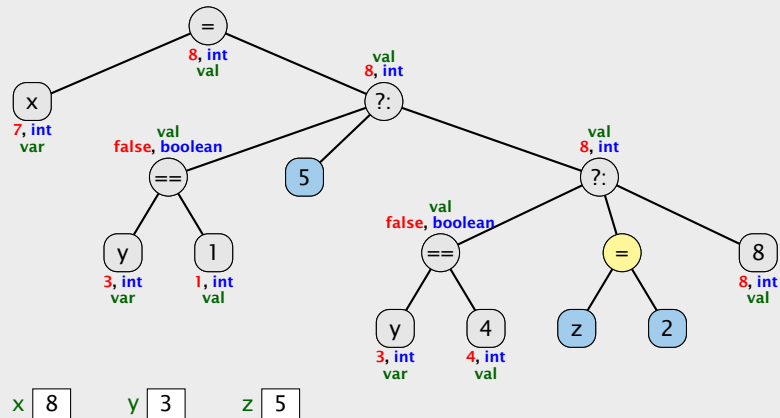 =
8, int
val
val
8, int
?:
x
7, int
var
val
false, boolean
==
5
val
8, int
?:
y
3, int
var
1
1, int
val
val
false, boolean
==
=
8
8, int
val
y
3, int
var
4
4, int
val
z
2
x 8 y 3 z 5